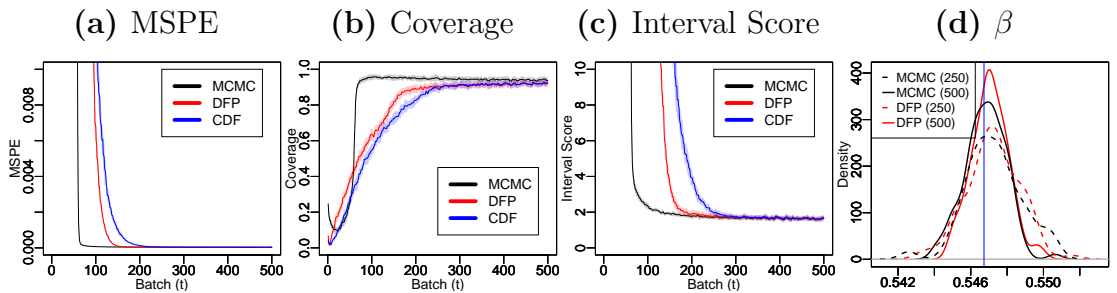 (a) MSPE
(b) Coverage
(c) Interval Score
(d) β
MSPE
0.000
0.004
0.008
MCMC
DFP
CDF
0
100
200
300
400
500
Batch (t)
Coverage
0.0
0.2
0.4
0.6
0.8
1.0
MCMC
DFP
CDF
0
100
200
300
400
500
Batch (t)
Interval Score
0
2
4
6
8
10
MCMC
DFP
CDF
0
100
200
300
400
500
Batch (t)
Density
0
100
200
300
400
MCMC (250)
MCMC (500)
DFP (250)
DFP (500)
0.542
0.546
0.550